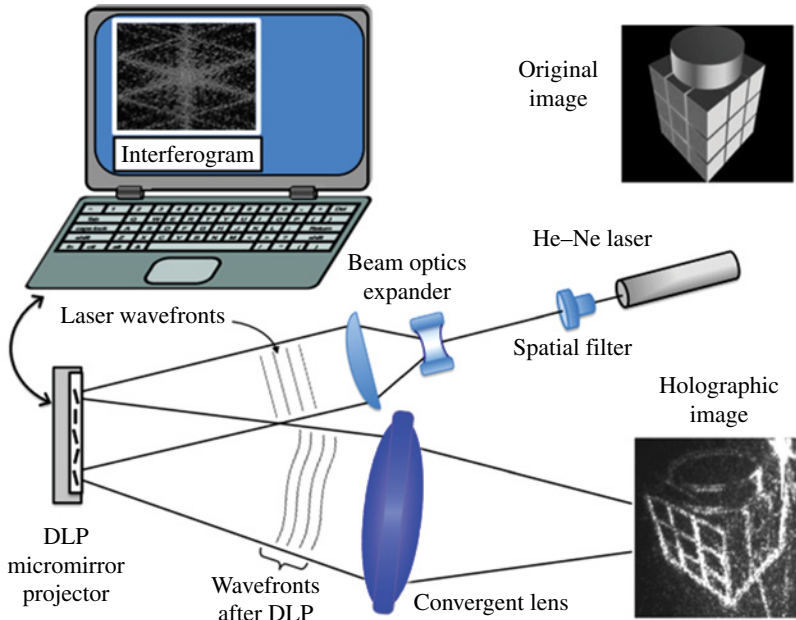 Interferogram
Original
image
He–Ne laser
Beam optics
expander
Laser wavefronts
Spatial filter
Holographic
image
DLP
micromirror
projector
Wavefronts
after DLP
Convergent lens